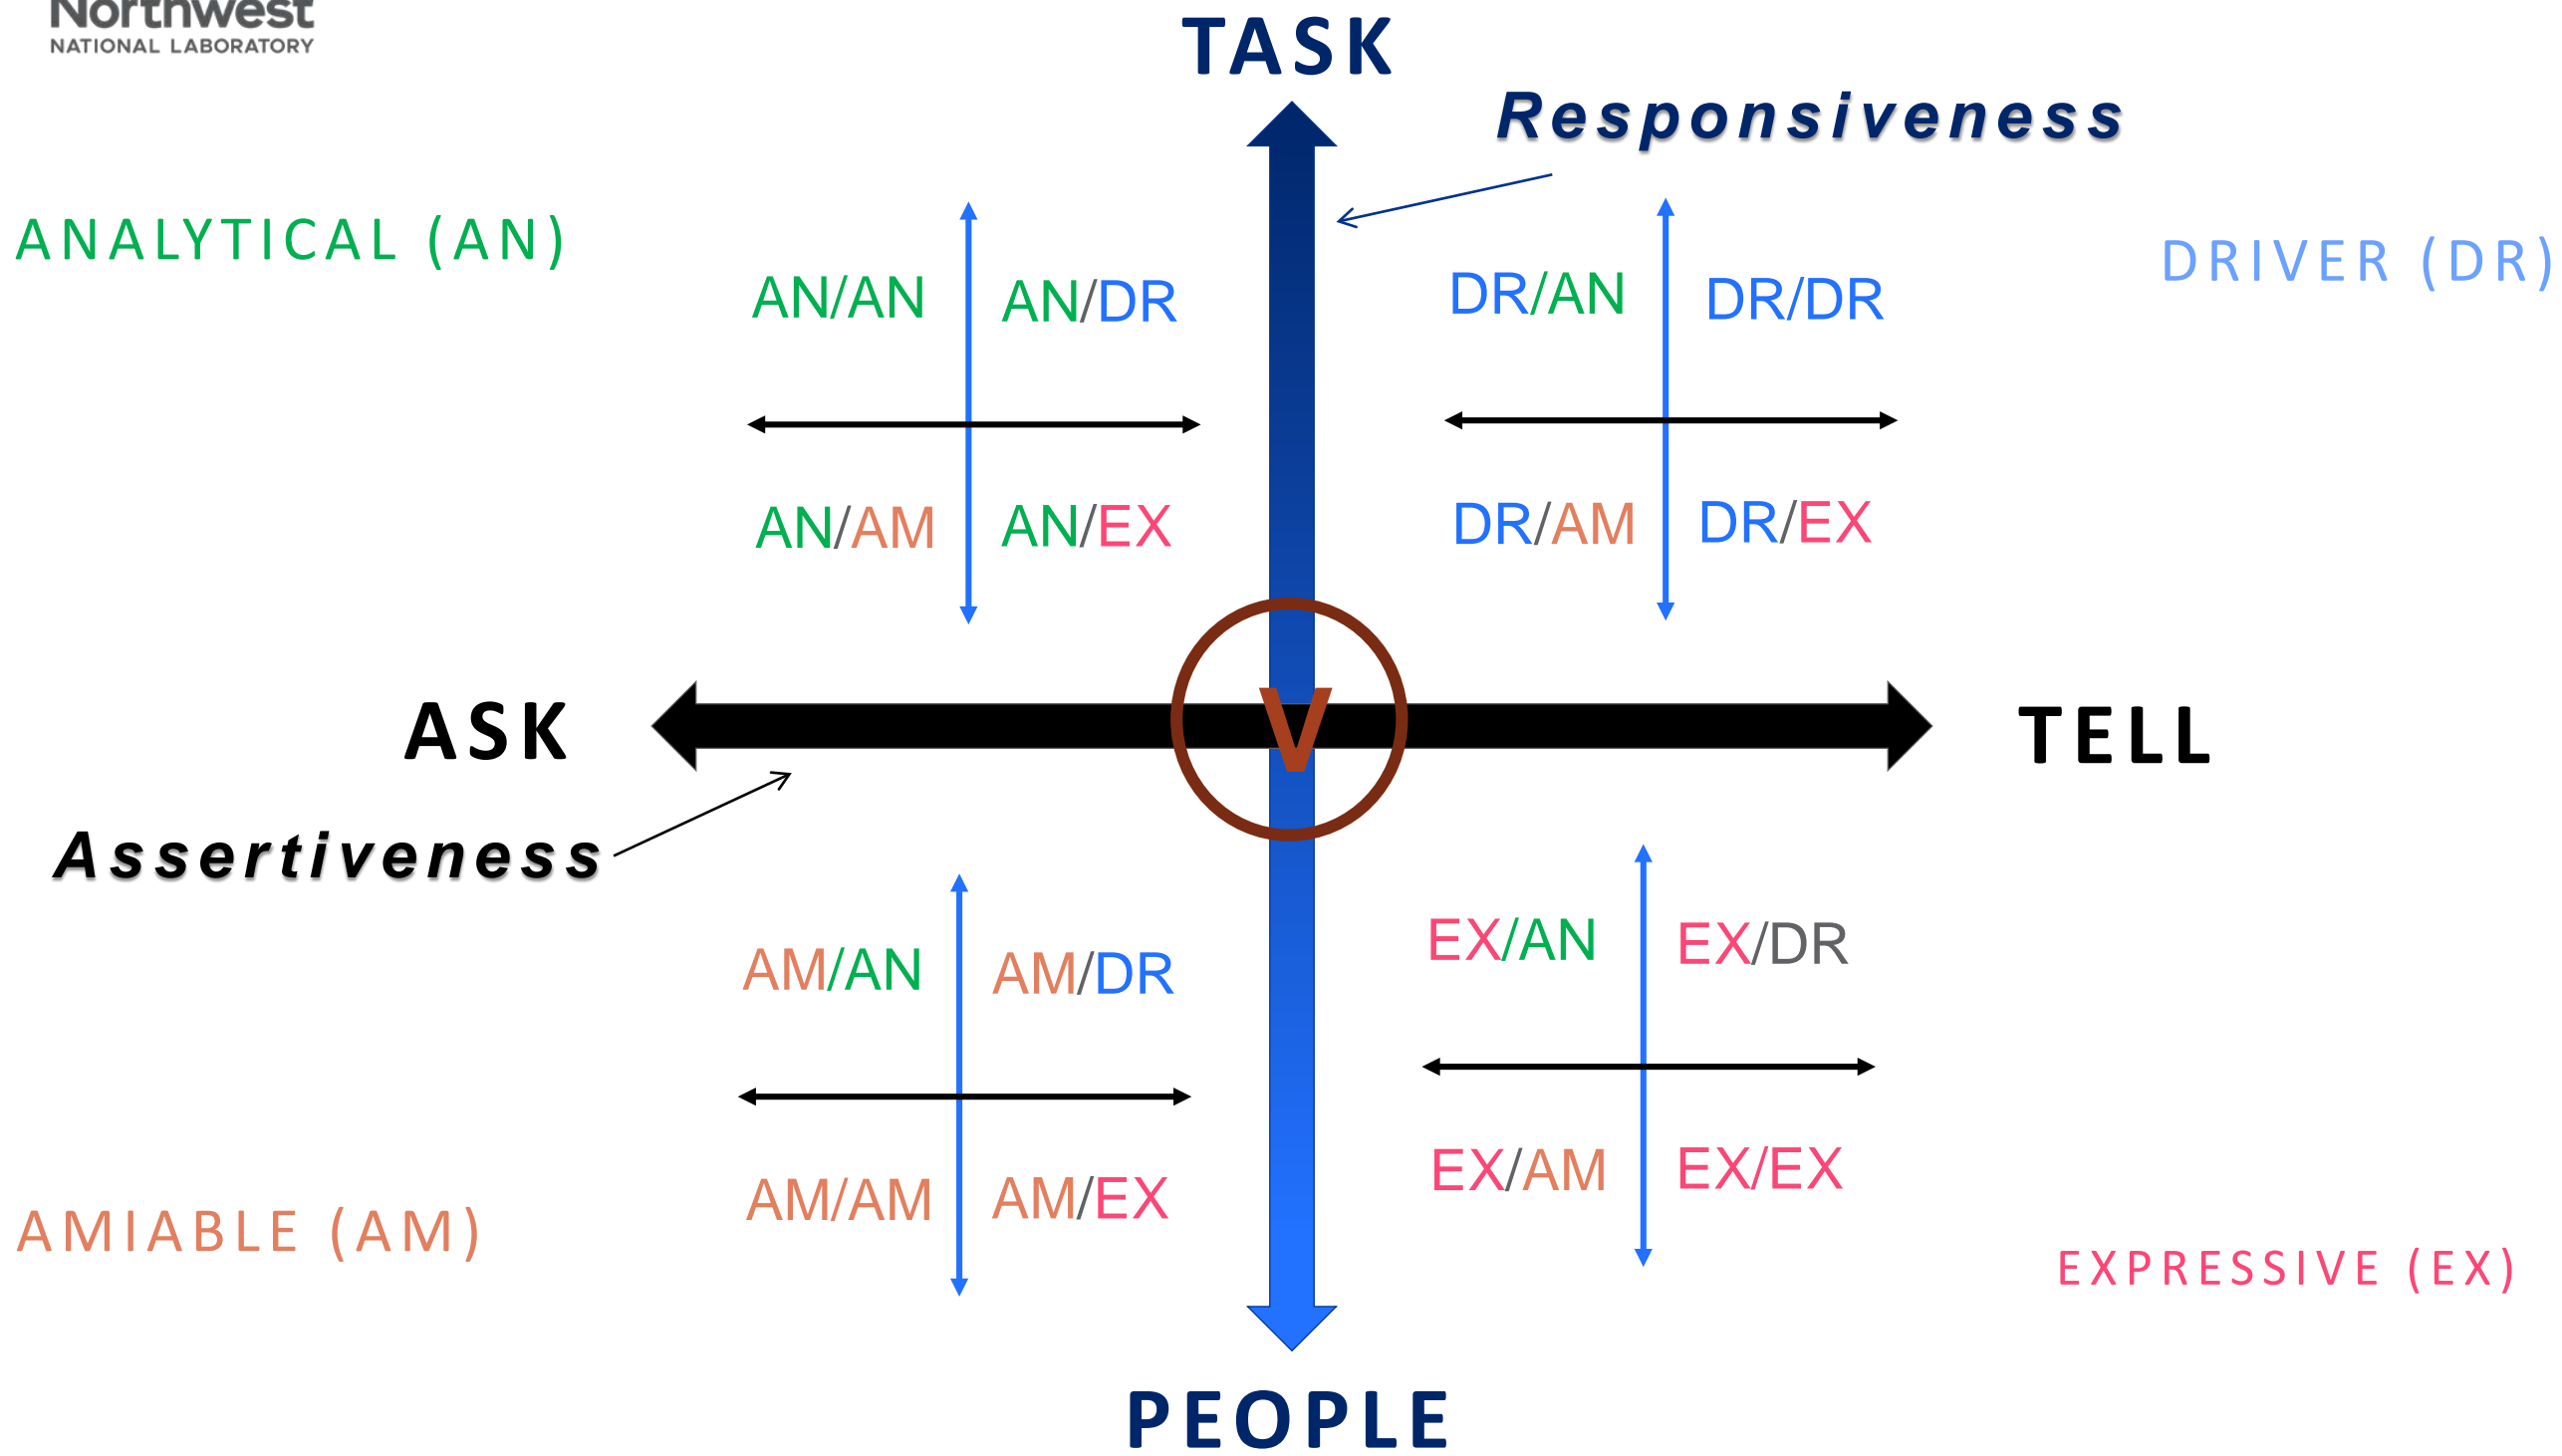 Northwest
NATIONAL LABORATORY
TASK
Responsiveness
ANALYTICAL (AN)
DRIVER (DR)
AN/AN
AN/DR
DR/AN
DR/DR
AN/AM
AN/EX
DR/AM
DR/EX
ASK
V
TELL
Assertiveness
AM/AN
AM/DR
EX/AN
EX/DR
AM/AM
AM/EX
EX/AM
EX/EX
AMIABLE (AM)
EXPRESSIVE (EX)
PEOPLE